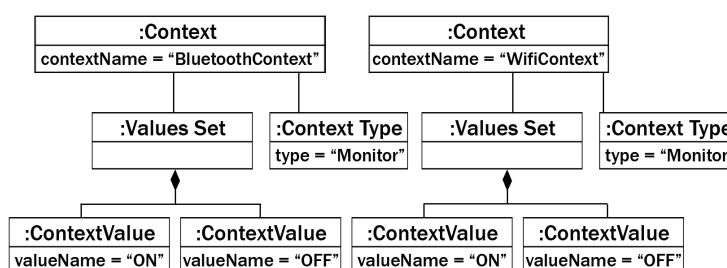 :Context
contextName = “BluetoothContext”
:Context
contextName = “WifiContext”
:Values Set
:Context Type
type = “Monitor”
:Values Set
:Context Type
type = “Monitor
:ContextValue
valueName = “ON”
:ContextValue
valueName = “OFF”
:ContextValue
valueName = “ON”
:ContextValue
valueName = “OFF”